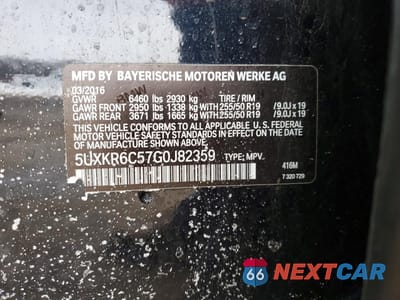 MFD BY BAYERISCHE MOTOREN WERKE AG
03/2016
GVWR 6460 lbs 2930 kg TIRE / RIM
GAWR FRONT 2950 lbs 1338 kg WITH 255/50 R19 / 9.0J x 19
GAWR REAR 3671 lbs 1665 kg WITH 255/50 R19 / 9.0J x 19
THIS VEHICLE CONFORMS TO ALL APPLICABLE U.S. FEDERAL
MOTOR VEHICLE SAFETY STANDARDS IN EFFECT ON
THE DATE OF MANUFACTURE SHOWN ABOVE.
5UXKR6C57G0J82359 TYPE: MPV.
416M
7 320 729
66 NEXTCAR